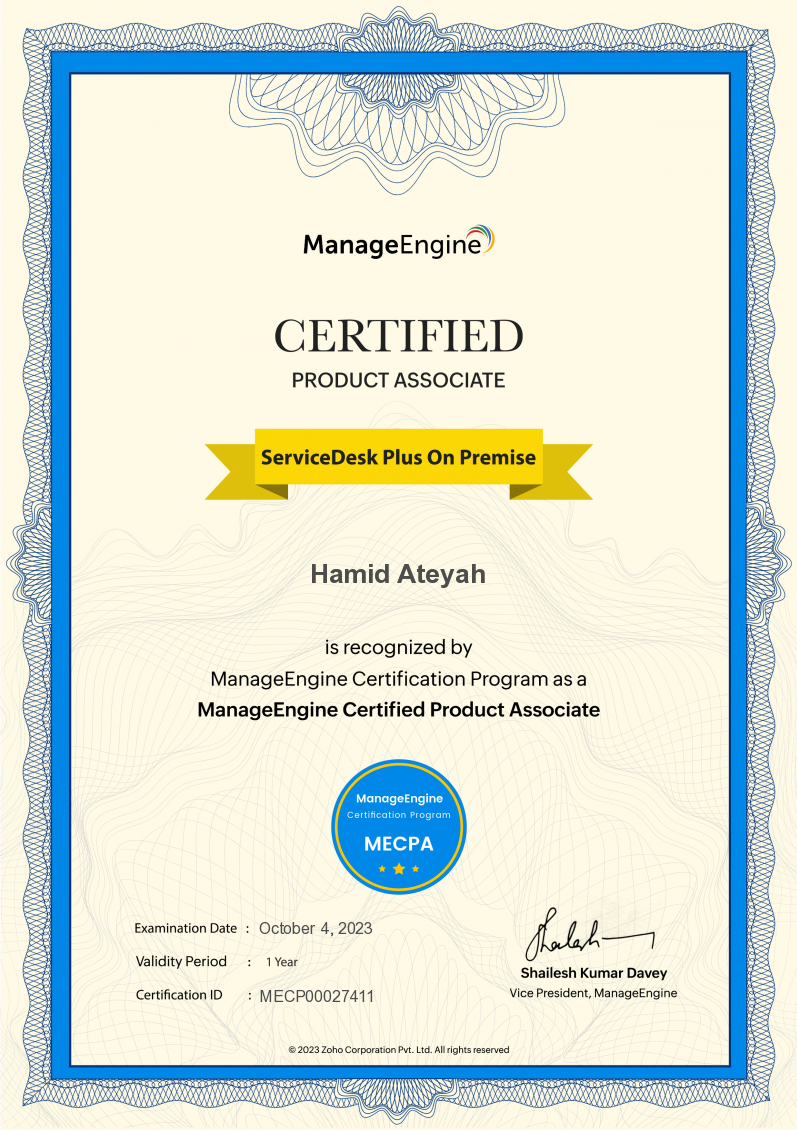 ManageEngine
CERTIFIED
PRODUCT ASSOCIATE
ServiceDesk Plus On Premise
Hamid Ateyah
is recognized by
ManageEngine Certification Program as a
ManageEngine Certified Product Associate
ManageEngine
Certification Program
MECPA
Examination Date : October 4, 2023
Validity Period : 1 Year
Certification ID : MECP00027411
Shailesh
Shailesh Kumar Davey
Vice President, ManageEngine
© 2023 Zoho Corporation Pvt. Ltd. All rights reserved